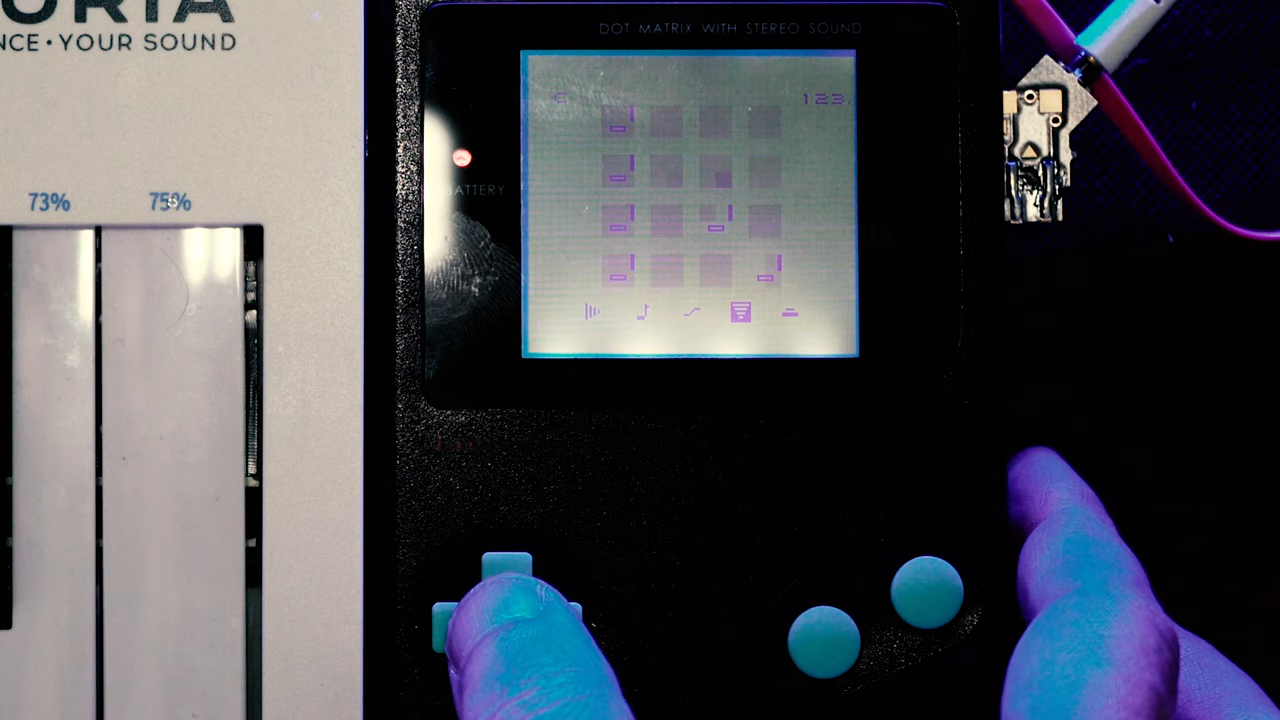 NCE•YOUR SOUND
73% 75%
DOT MATRIX WITH STEREO SOUND
BATTERY
C 123.